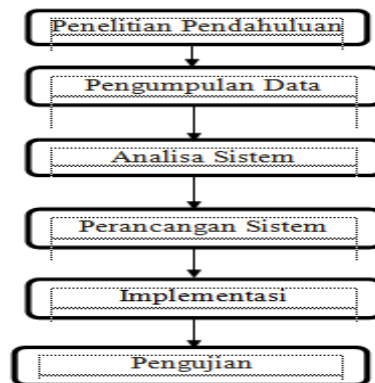 Penelitian Pendahuluan
Pengumpulan Data
Analisa Sistem
Perancangan Sistem
Implementasi
Pengujian